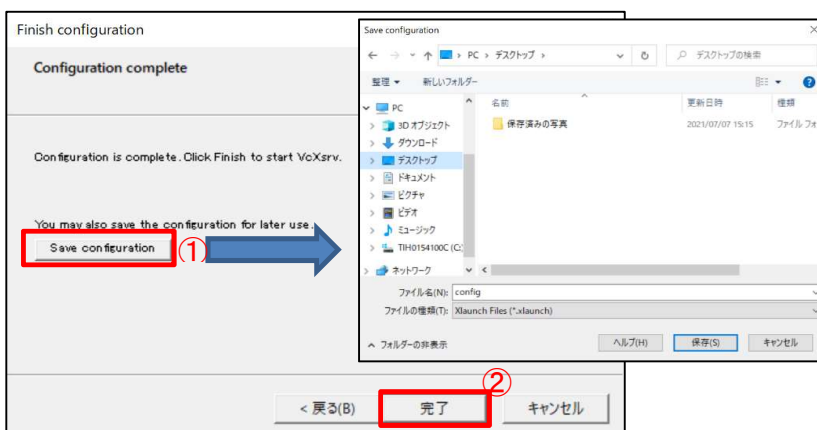 Finish configuration
Configuration complete
Configuration is complete. Click Finish to start VcXsrv.
You may also save the configuration for later use.
Save configuration
①
②
< 戻る(B)
完了
キャンセル
Save configuration
PC > デスクトップ >
デスクトップの検索
整理
新しいフォルダー
PC
3D オブジェクト
ダウンロード
デスクトップ
ドキュメント
ピクチャ
ビデオ
ミュージック
TIH0154100C (C:
ネットワーク
名前
更新日時
種類
保存済みの写真
2021/07/07 15:15
ファイル フォ
ファイル名(N):
config
ファイルの種類(T):
Xlaunch Files (*.xlaunch)
フォルダーの非表示
ヘルプ(H)
保存(S)
キャンセル